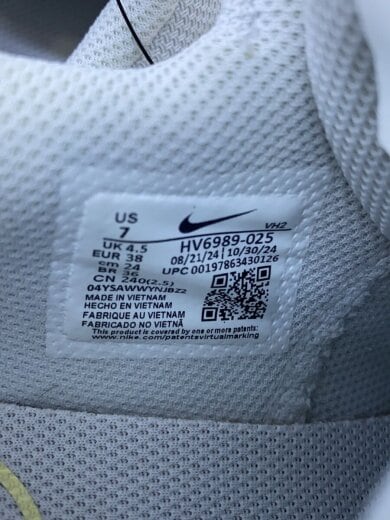 US
7
UK 4.5
EUR 38
cm 24
BR 36
CN 240(2.5)
VH2
HV6989-025
08/21/24 | 10/30/24
UPC 00197863430126
04YSAWWYNJBZ2
MADE IN VIETNAM
HECHO EN VIETNAM
FABRIQUE AU VIETNAM
FABRICADO NO VIETNÃ
This product is covered by one or more patents:
www.nike.com/patentsvirtualmarking